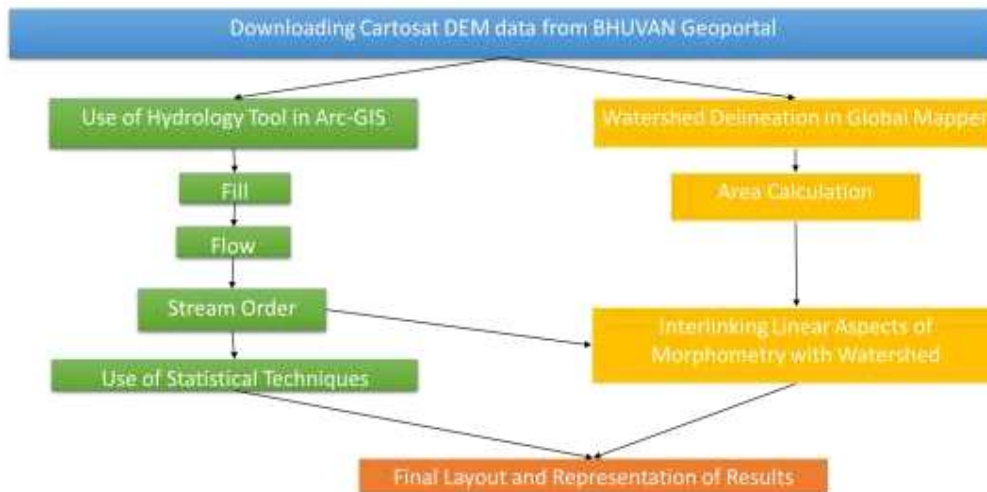 Downloading Cartosat DEM data from BHUVAN Geoportal
Use of Hydrology Tool in Arc-GIS
Watershed Delineation in Global Mapper
Fill
Area Calculation
Flow
Stream Order
Interlinking Linear Aspects of
Morphometry with Watershed
Use of Statistical Techniques
Final Layout and Representation of Results